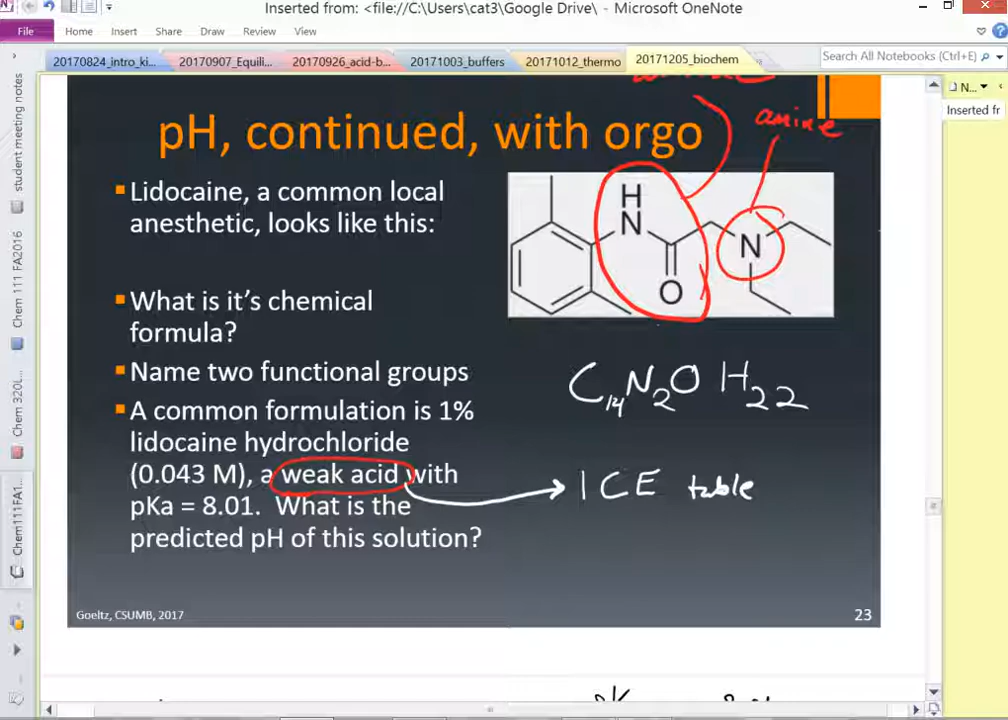 Inserted from: <file://C:\Users\cat3\Google Drive\ - Microsoft OneNote
File Home Insert Share Draw Review View
20170824_intro_ki... 20170907_Equili... 20170926_acid-b... 20171003_buffers 20171012_thermo 20171205_biochem
Search All Notebooks (Ctrl+E)
N...
Inserted fr
student meeting notes
Chem 111 FA2016
Chem 320L
Chem111FA1
pH, continued, with orgo
amine
Lidocaine, a common local
anesthetic, looks like this:
H
N
N
O
What is it's chemical
formula?
Name two functional groups
C14N2OH22
A common formulation is 1%
lidocaine hydrochloride
(0.043 M), a weak acid with
ICE table
pKa = 8.01. What is the
predicted pH of this solution?
Goeltz, CSUMB, 2017
23